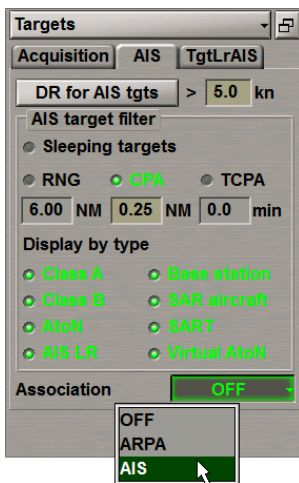 Targets
Acquisition AIS TgtLrAIS
DR for AIS tgts > 5.0 kn
AIS target filter
Sleeping targets
RNG CPA TCPA
6.00 NM 0.25 NM 0.0 min
Display by type
Class A Base station
Class B SAR aircraft
AtoN SART
AIS LR Virtual AtoN
Association OFF
OFF
ARPA
AIS